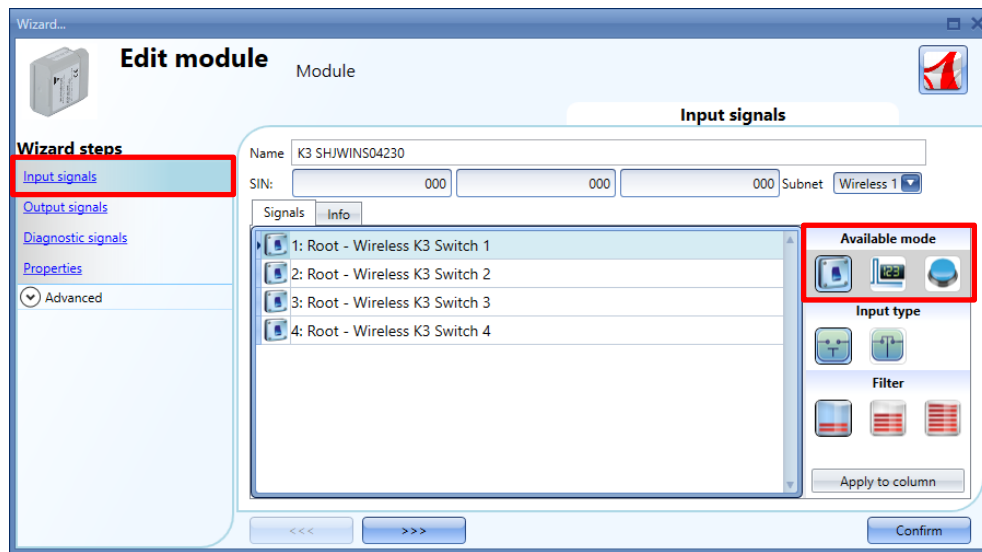 Wizard...
Edit module
Module
Input signals
Wizard steps
Input signals
Output signals
Diagnostic signals
Properties
Advanced
Name K3 SHJWINS04230
SIN: 000 000 000 Subnet Wireless 1
Signals Info
1: Root - Wireless K3 Switch 1
2: Root - Wireless K3 Switch 2
3: Root - Wireless K3 Switch 3
4: Root - Wireless K3 Switch 4
Available mode
123
Input type
Filter
Apply to column
<<< >>> Confirm